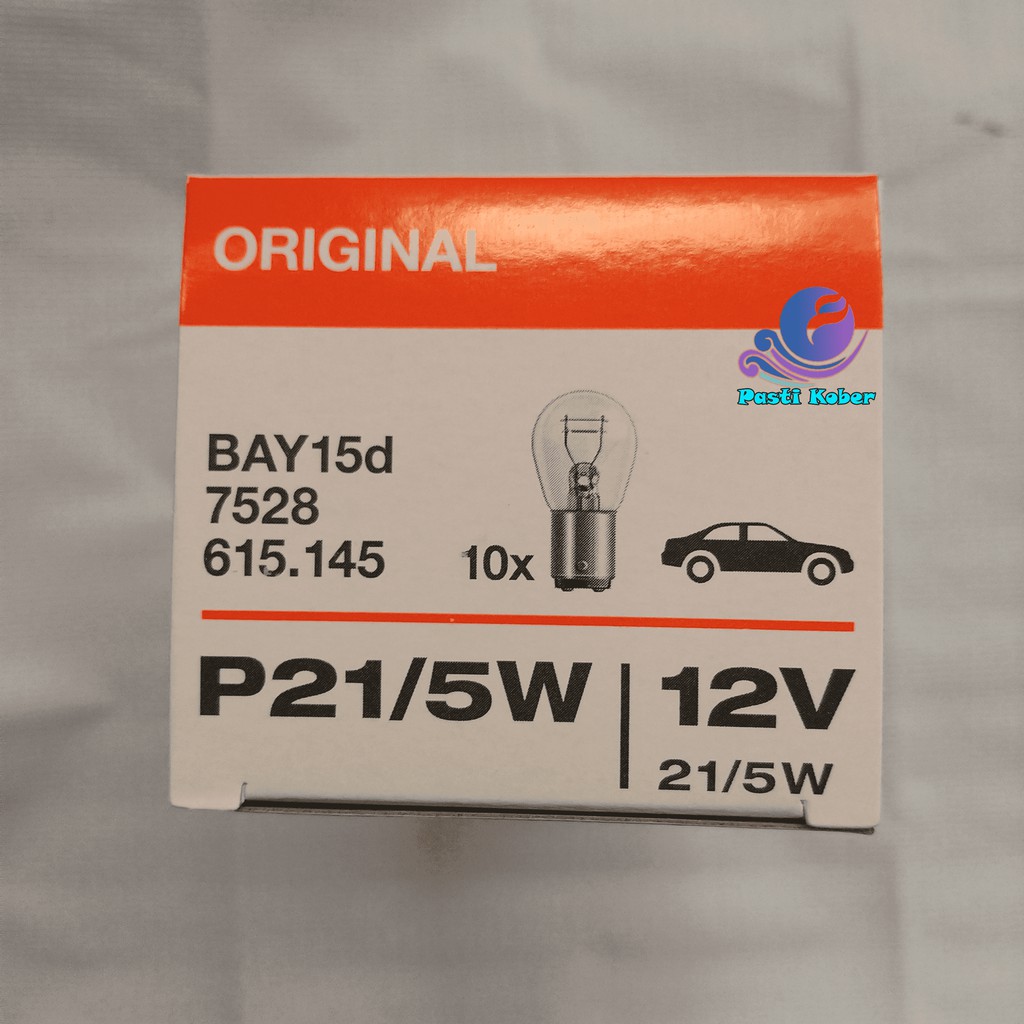 ORIGINAL
Pasti Kober
BAY15d
7528
615.145
10x
P21/5W
12V
21/5W